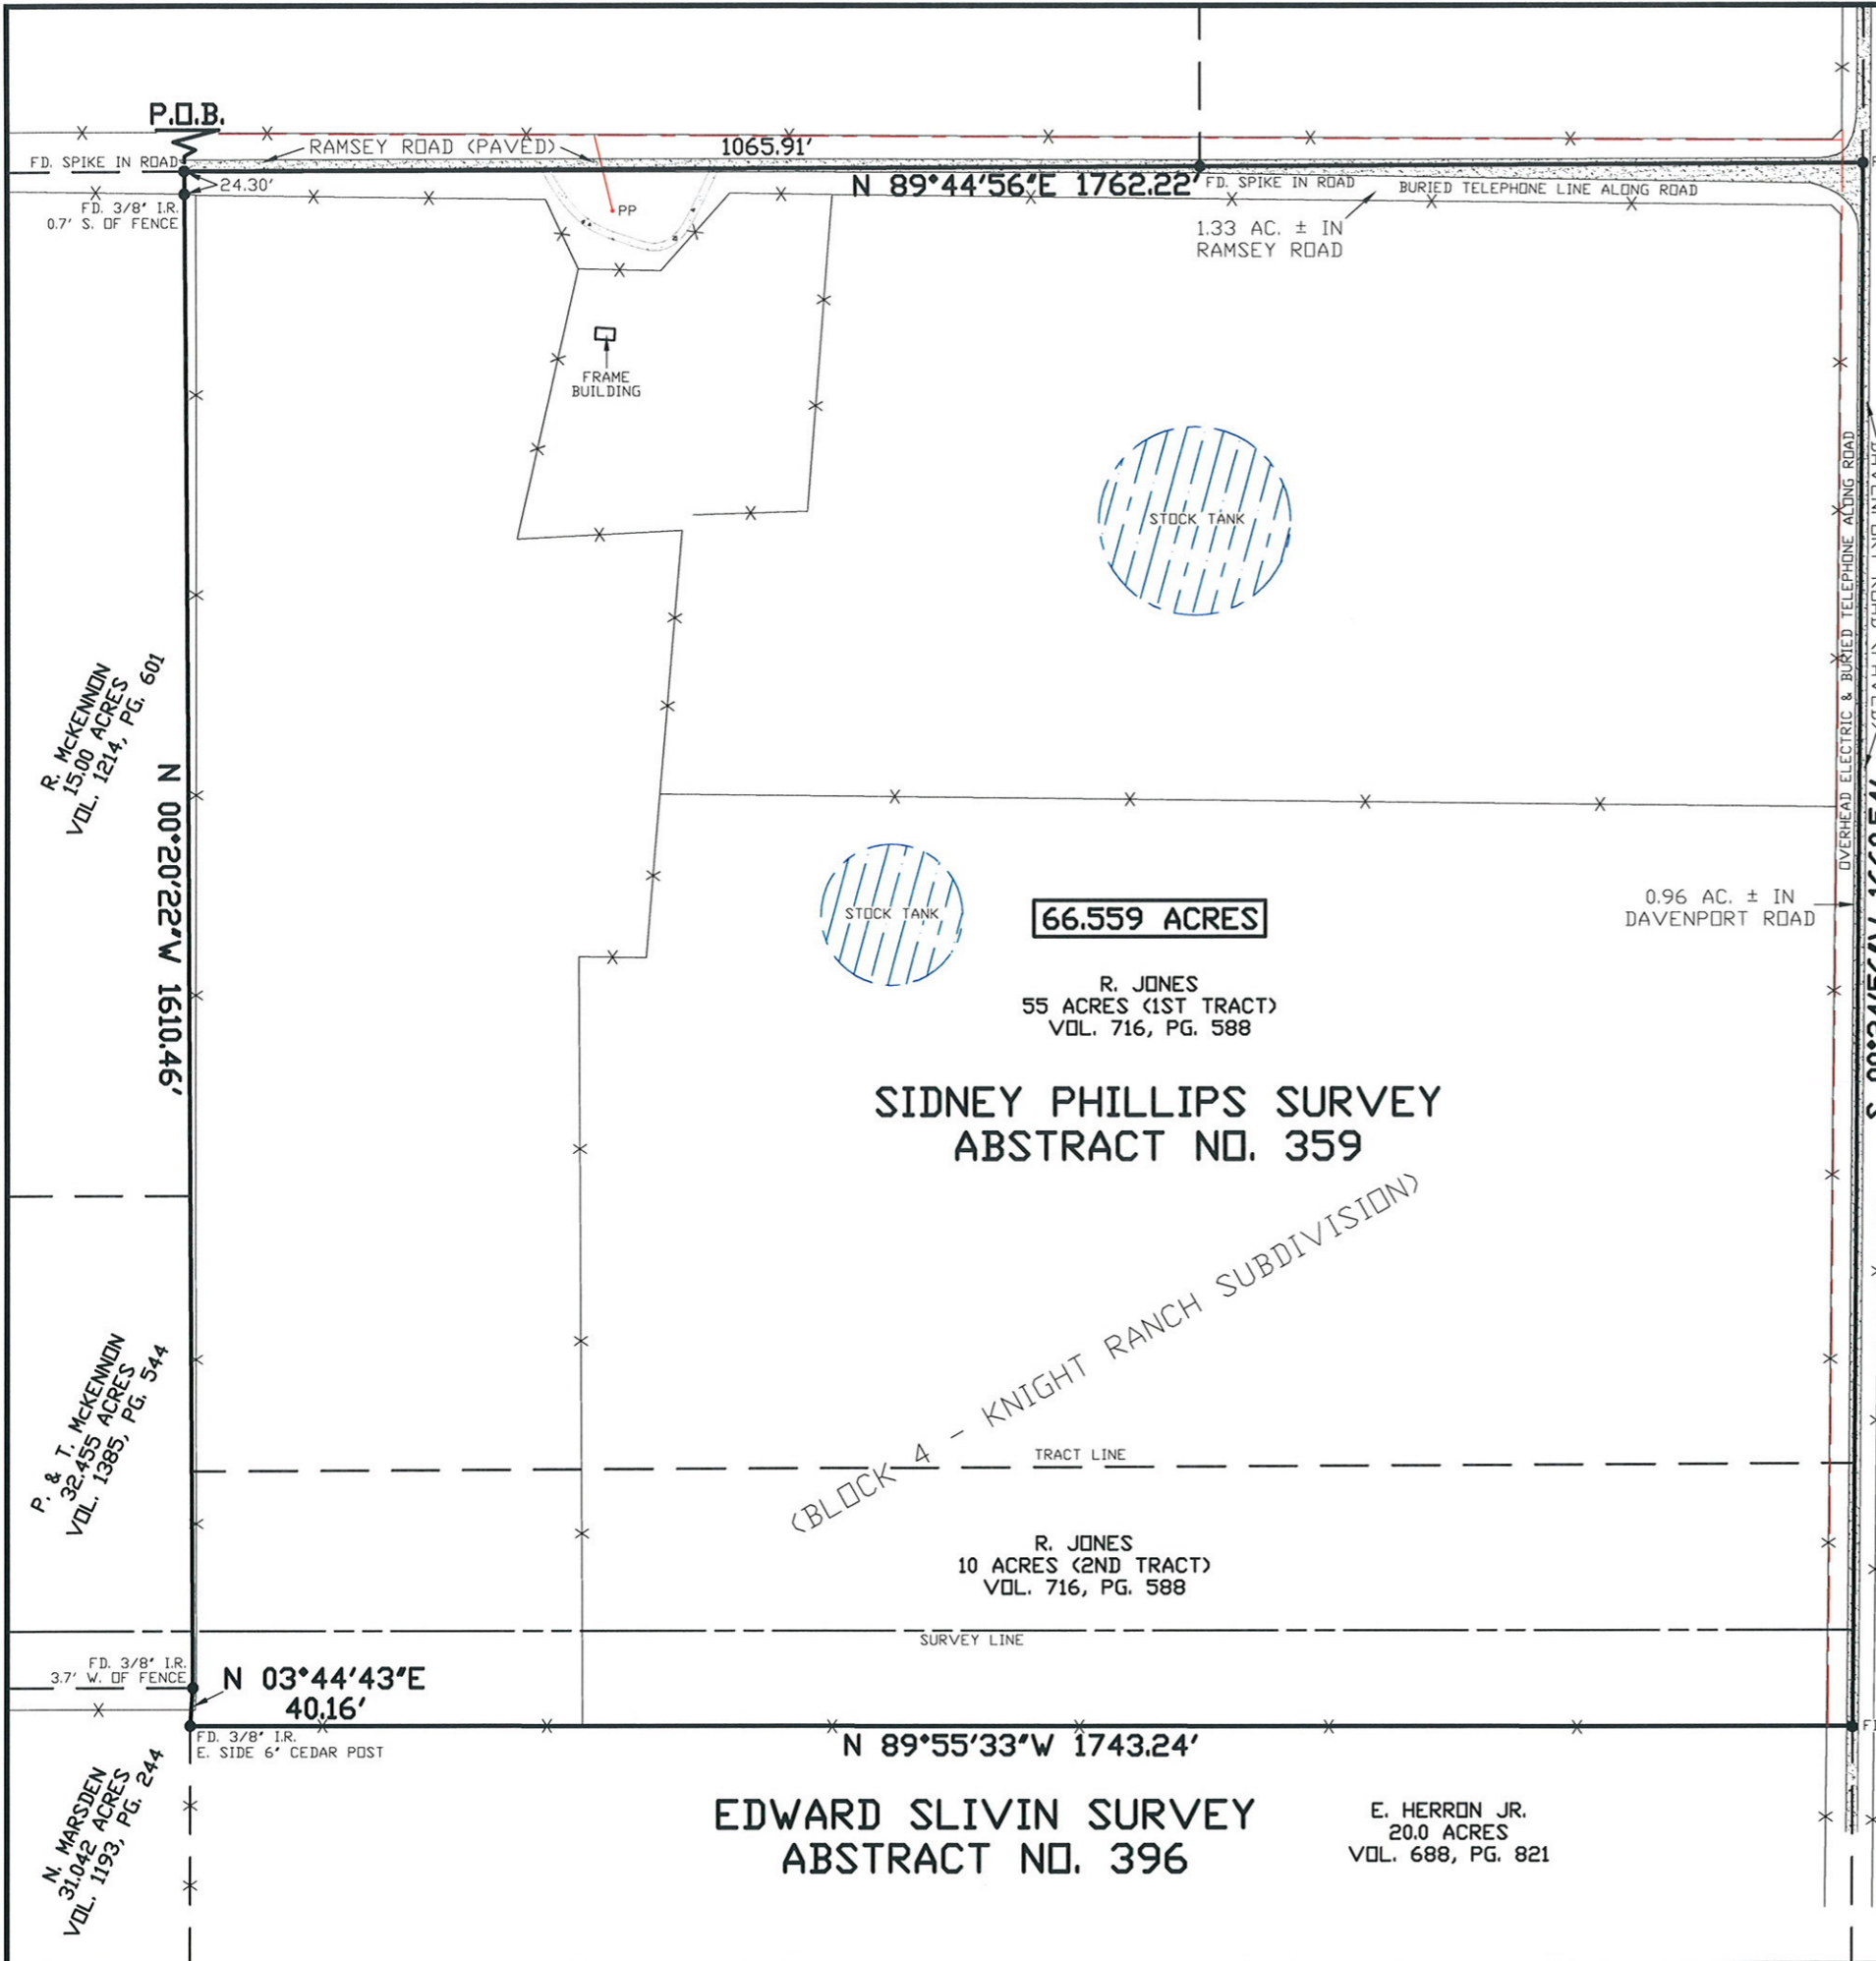 P.O.B.
RAMSEY ROAD (PAVED)
1065.91'
FD. SPIKE IN ROAD
24.30'
N 89°44'56"E 1762.22'
FD. SPIKE IN ROAD
BURIED TELEPHONE LINE ALONG ROAD
FD. 3/8" I.R.
0.7' S. OF FENCE
PP
1.33 AC. ± IN
RAMSEY ROAD
FRAME
BUILDING
STOCK TANK
OVERHEAD ELECTRIC & BURIED TELEPHONE ALONG ROAD
R. McKENNON
15.00 ACRES
VOL. 1214, PG. 601
N 00°20'22"W 1610.46'
STOCK TANK
66.559 ACRES
0.96 AC. ± IN
DAVENPORT ROAD
R. JONES
55 ACRES (1ST TRACT)
VOL. 716, PG. 588
SIDNEY PHILLIPS SURVEY
ABSTRACT NO. 359
(BLOCK 4 - KNIGHT RANCH SUBDIVISION)
P. & T. McKENNON
32.455 ACRES
VOL. 1385, PG. 544
TRACT LINE
R. JONES
10 ACRES (2ND TRACT)
VOL. 716, PG. 588
SURVEY LINE
FD. 3/8" I.R.
3.7' W. OF FENCE
N 03°44'43"E
40.16'
FD. 3/8" I.R.
E. SIDE 6" CEDAR POST
N 89°55'33"W 1743.24'
N. MARSDEN
31.042 ACRES
VOL. 1193, PG. 244
EDWARD SLIVIN SURVEY
ABSTRACT NO. 396
E. HERRON JR.
20.0 ACRES
VOL. 688, PG. 821